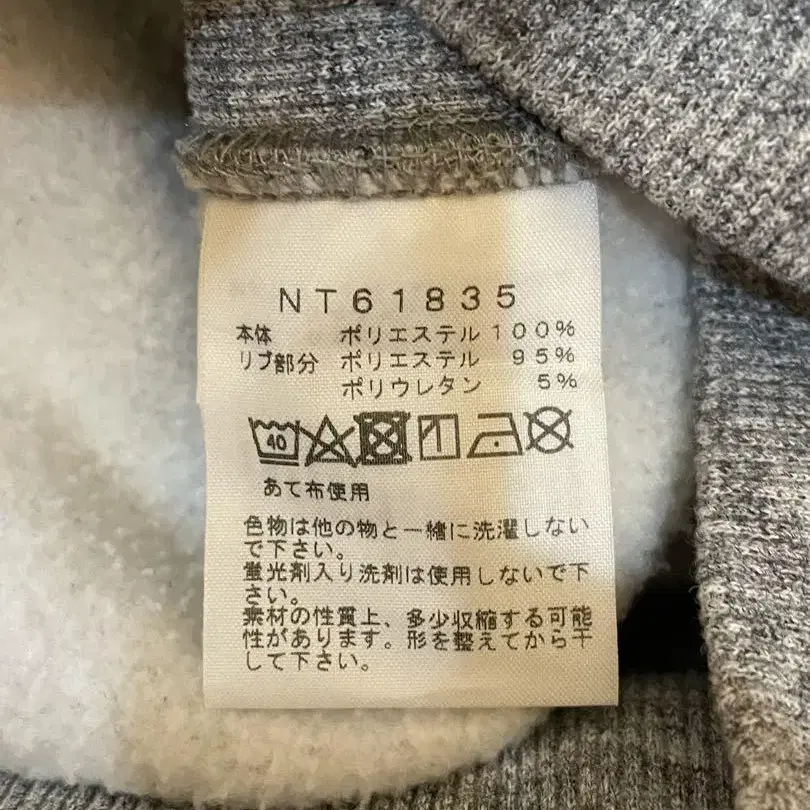 NT61835
本体 ポリエステル 100%
リブ部分 ポリエステル 95%
ポリウレタン 5%
40
あて布使用
色物は他の物と一緒に洗濯しない
で下さい。
蛍光剤入り洗剤は使用しないで下
さい。
素材の性質上、多少収縮する可能
性があります。形を整えてから干
して下さい。